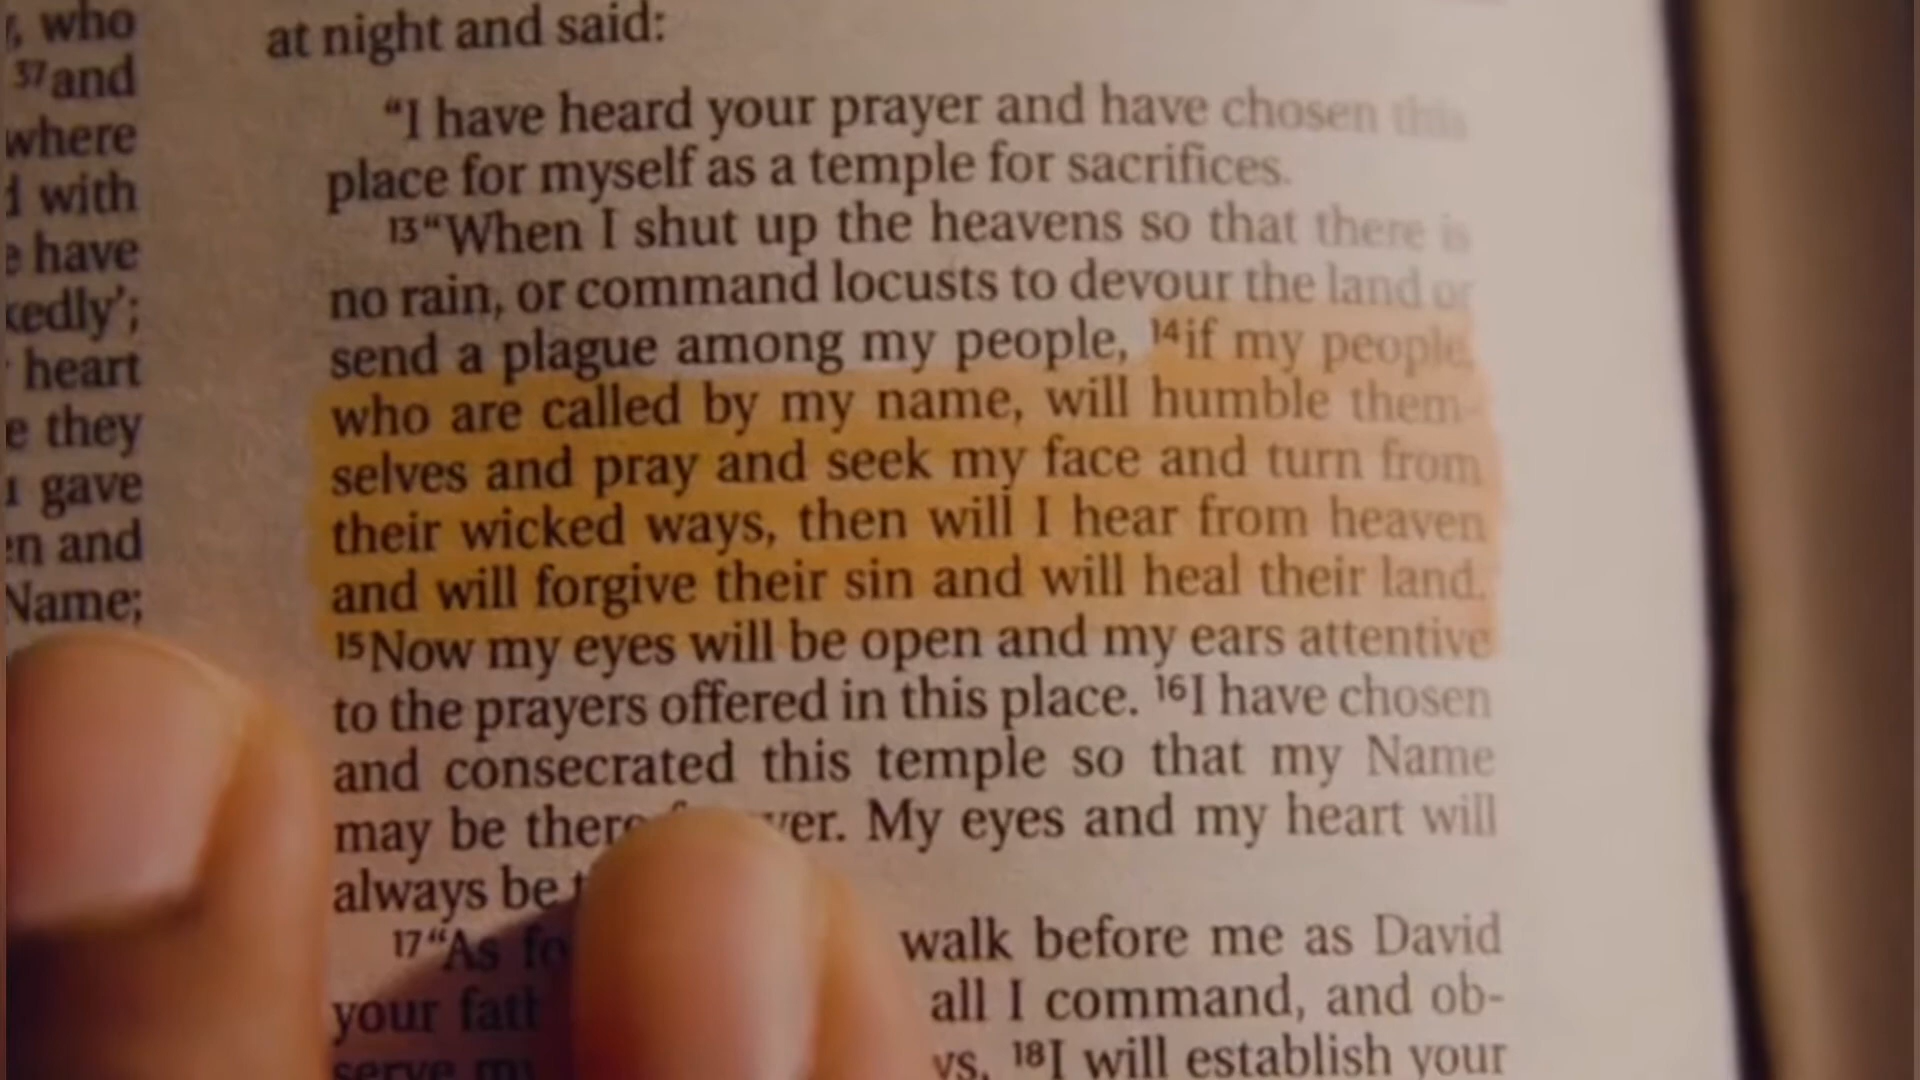 who
37and
where
with
have
heart
they
gave
and
Name;
at night and said:
“I have heard your prayer and have chosen this
place for myself as a temple for sacrifices.
13“When I shut up the heavens so that there is
no rain, or command locusts to devour the land or
send a plague among my people, 14if my people,
who are called by my name, will humble them-
selves and pray and seek my face and turn from
their wicked ways, then will I hear from heaven
and will forgive their sin and will heal their land.
15Now my eyes will be open and my ears attentive
to the prayers offered in this place. 16I have chosen
and consecrated this temple so that my Name
may be there My eyes and my heart will
always be
17“As walk before me as David
your all I command, and ob-
serve 18I will establish your